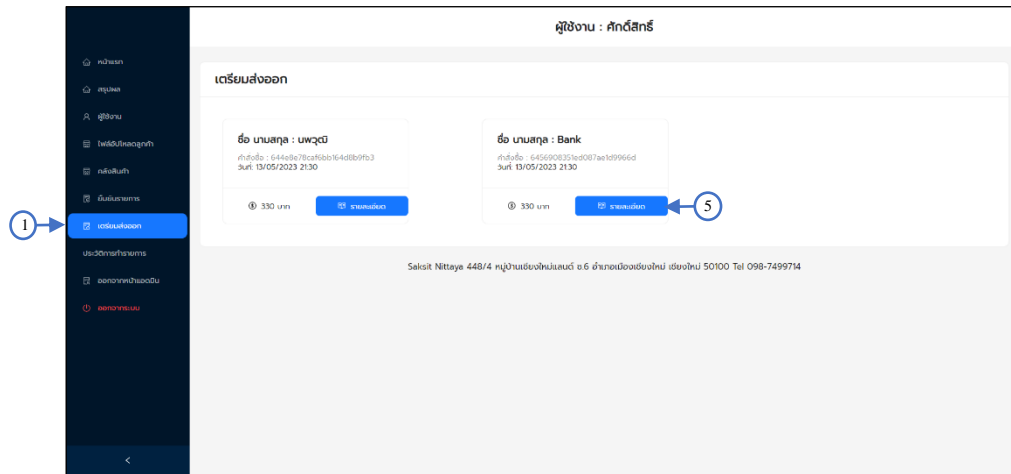 ผู้ใช้งาน : ศักดิ์สิทธิ์
หน้าแรก
สรุปผล
ผู้ใช้งาน
ไฟล์อัปโหลดลูกค้า
คลังสินค้า
ยืนยันรายการ
เตรียมส่งออก
ประวัติการทำรายการ
ออกจากหน้าแอดมิน
ออกจากระบบ
1
เตรียมส่งออก
ชื่อ นามสกุล : นพวุฒิ
คำสั่งซื้อ : 644e8e78caf6bb164d8b9fb3
วันที่: 13/05/2023 21:30
330 บาท
รายละเอียด
ชื่อ นามสกุล : Bank
คำสั่งซื้อ : 6456908351ed087ae1d9966d
วันที่: 13/05/2023 21:30
330 บาท
รายละเอียด
5
Saksit Nittaya 448/4 หมู่บ้านเชียงใหม่แลนด์ ซ.6 อำเภอเมืองเชียงใหม่ เชียงใหม่ 50100 Tel 098-7499714